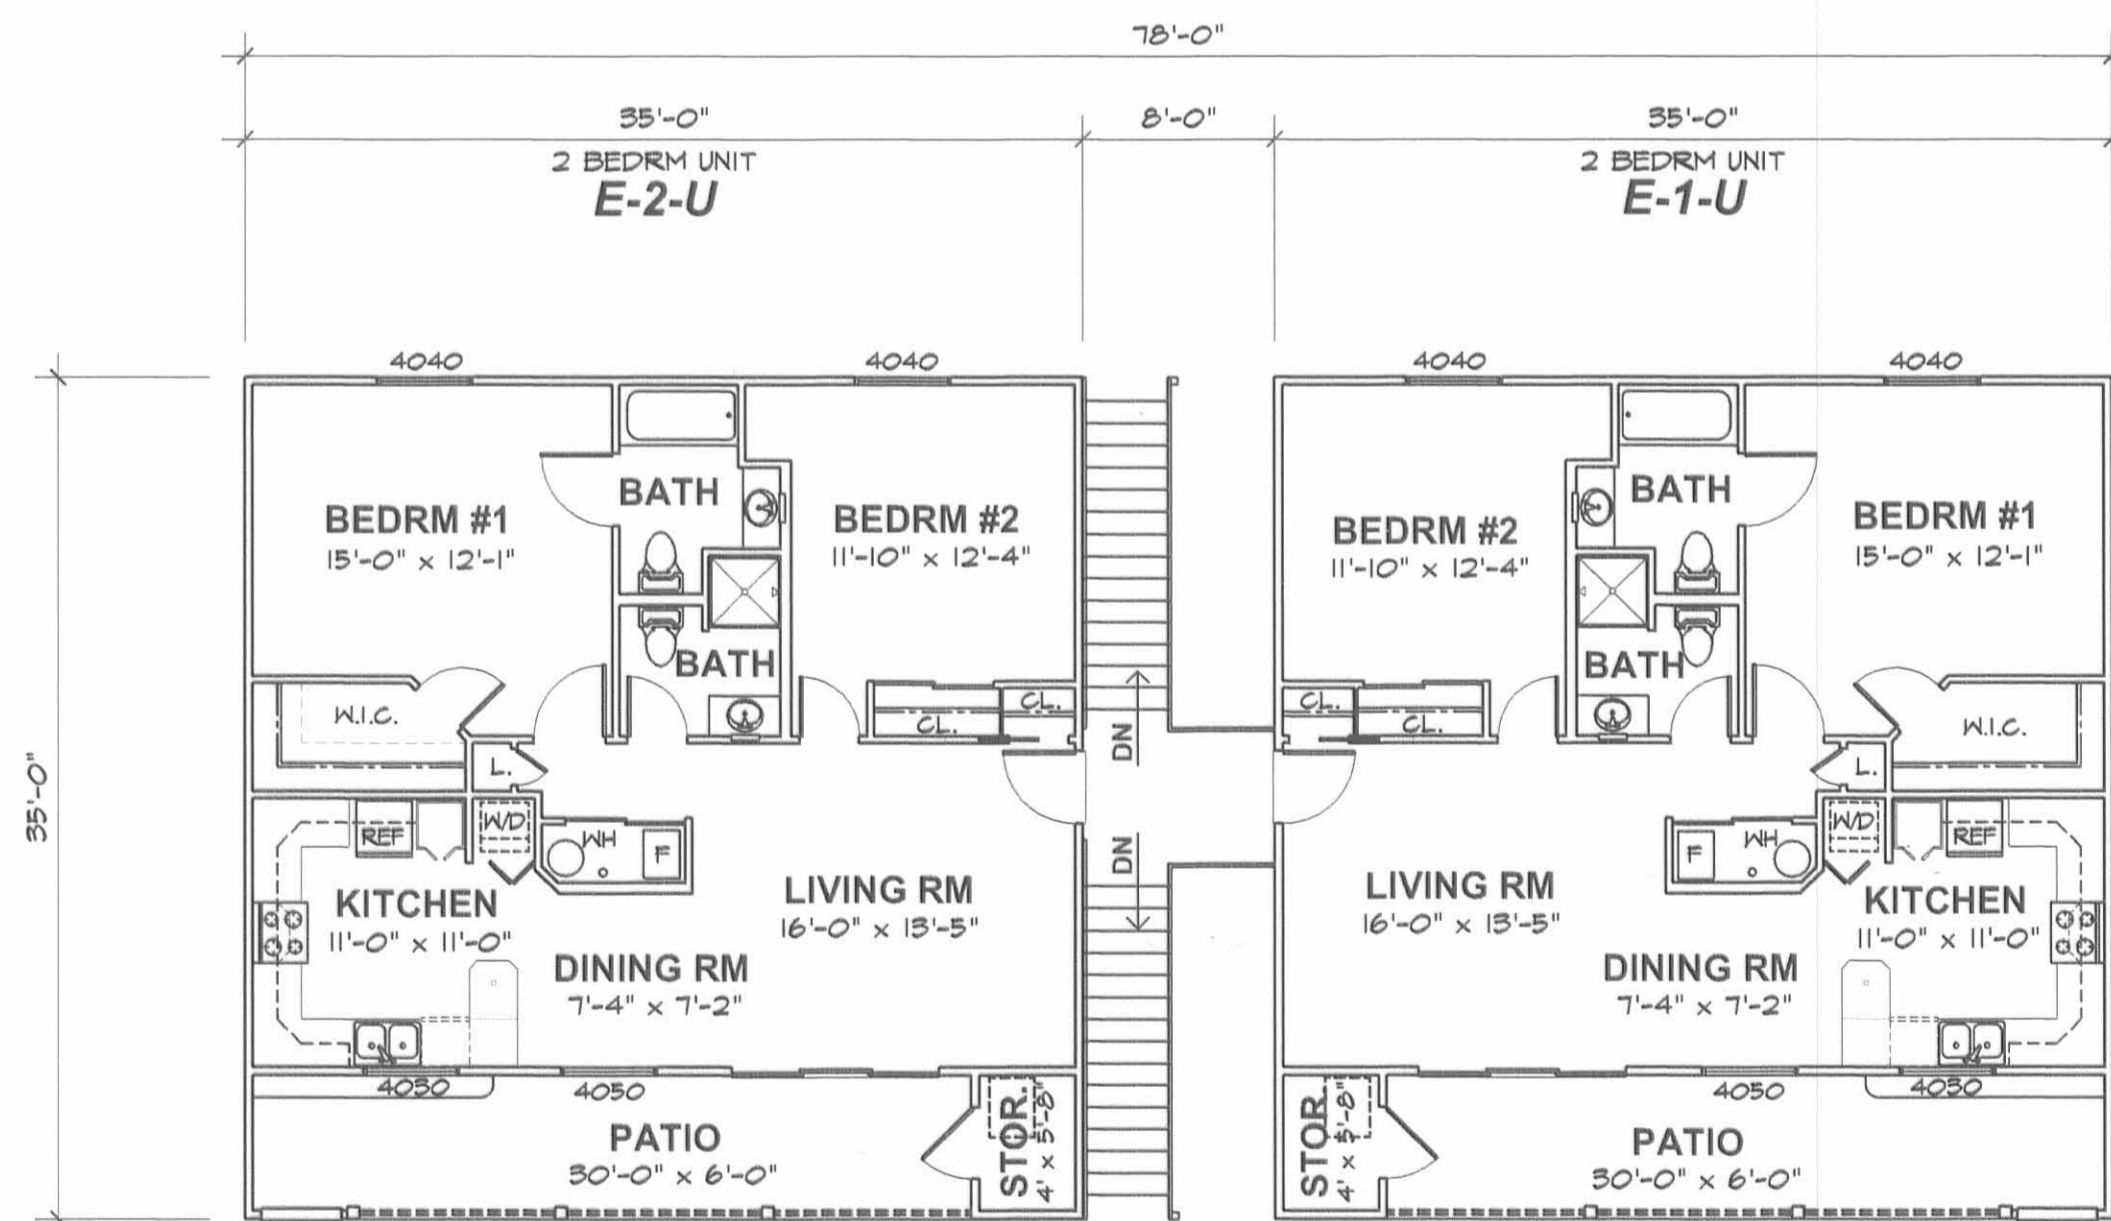 78'-0"
35'-0"
8'-0"
35'-0"
2 BEDRM UNIT
E-2-U
2 BEDRM UNIT
E-1-U
4040
4040
4040
4040
35'-0"
BEDRM #1
15'-0" x 12'-1"
BATH
BEDRM #2
11'-10" x 12'-4"
BATH
W.I.C.
CL.
CL.
L.
DN
DN
REF
W/D
WH
F
KITCHEN
11'-0" x 11'-0"
LIVING RM
16'-0" x 13'-5"
DINING RM
7'-4" x 7'-2"
4030
4050
PATIO
30'-0" x 6'-0"
STOR.
4' x 5'-8"
BEDRM #2
11'-10" x 12'-4"
BATH
BEDRM #1
15'-0" x 12'-1"
BATH
CL.
CL.
W.I.C.
L.
F
WH
W/D
REF
LIVING RM
16'-0" x 13'-5"
KITCHEN
11'-0" x 11'-0"
DINING RM
7'-4" x 7'-2"
4050
4030
STOR.
4' x 5'-8"
PATIO
30'-0" x 6'-0"